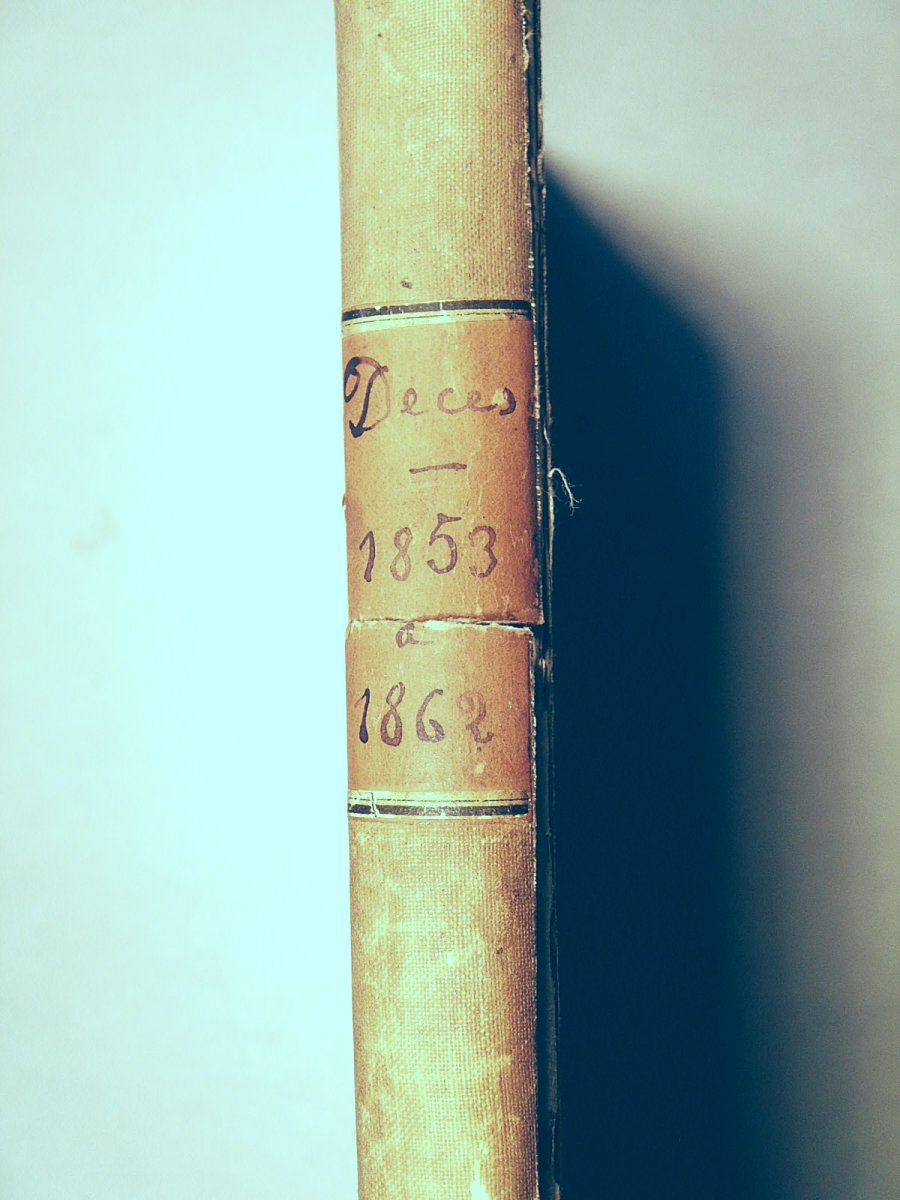 Deces
—
1853
a
1862